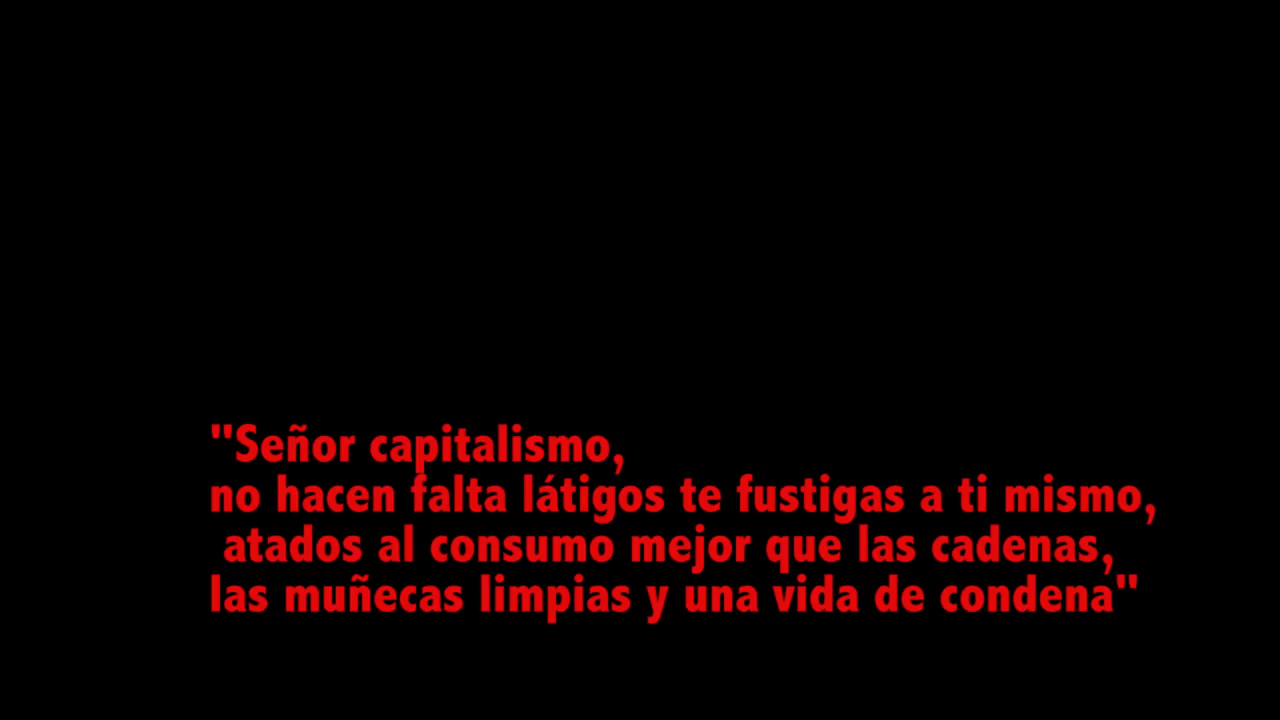 "Señor capitalismo,
no hacen falta látigos te fustigas a ti mismo,
atados al consumo mejor que las cadenas,
las muñecas limpias y una vida de condena"